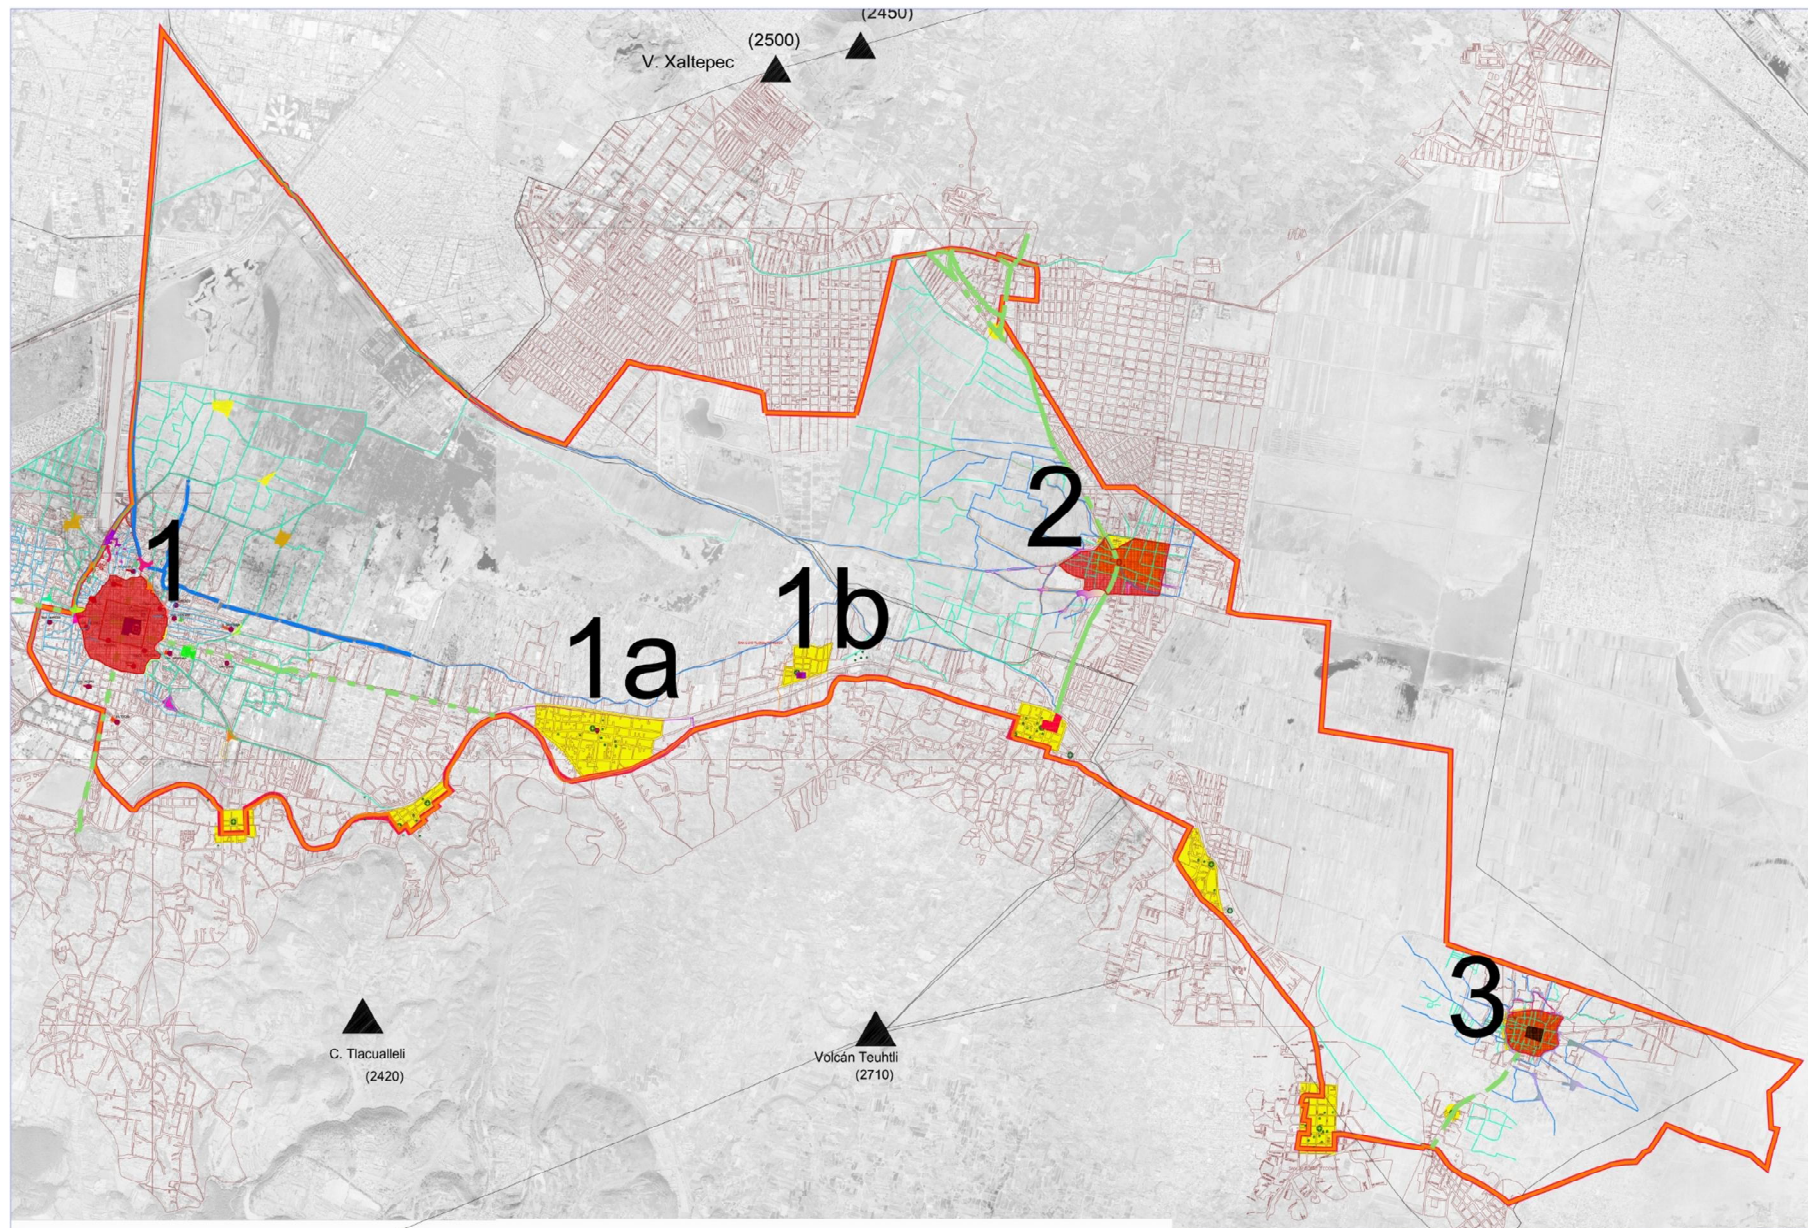 (2450)
(2500)
V. Xaltepec
2
1
1b
1a
3
C. Tlacualleli
(2420)
Volcán Teuhtli
(2710)